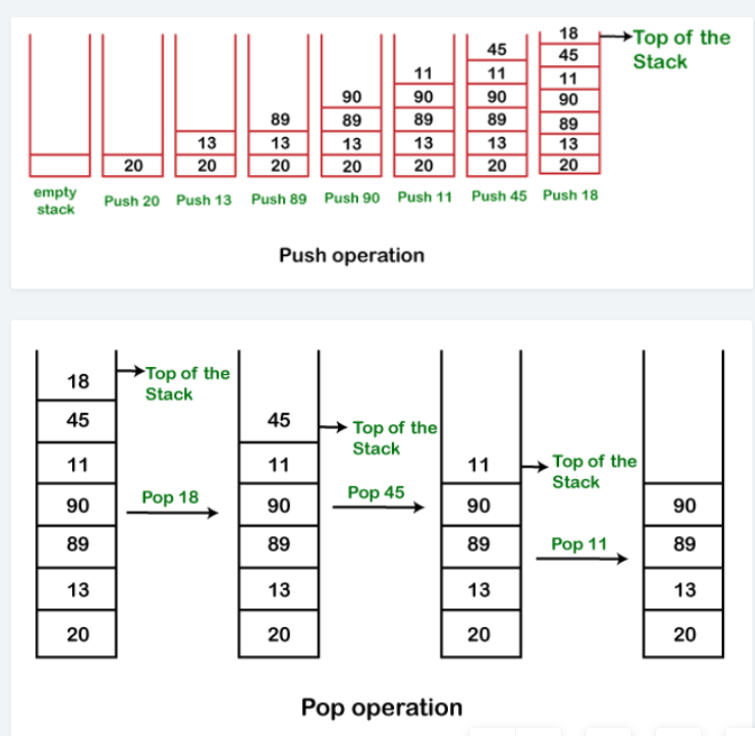 18
Top of the
Stack
45
45
11
11
11
90
90
90
90
89
89
89
89
89
13
13
13
13
13
13
20
20
20
20
20
20
20
empty
stack
Push 20
Push 13
Push 89
Push 90
Push 11
Push 45
Push 18
Push operation
18
Top of the
Stack
45
11
90
89
13
20
Pop 18
45
Top of the
Stack
11
90
89
13
20
Pop 45
11
Top of the
Stack
90
89
13
20
Pop 11
90
89
13
20
Pop operation